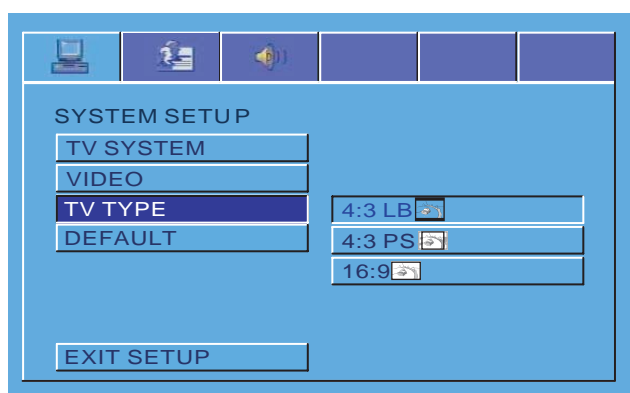 SYSTEM SETUP
TV SYSTEM
VIDEO
TV TYPE
DEFAULT
4:3 LB
4:3 PS
16:9
EXIT SETUP